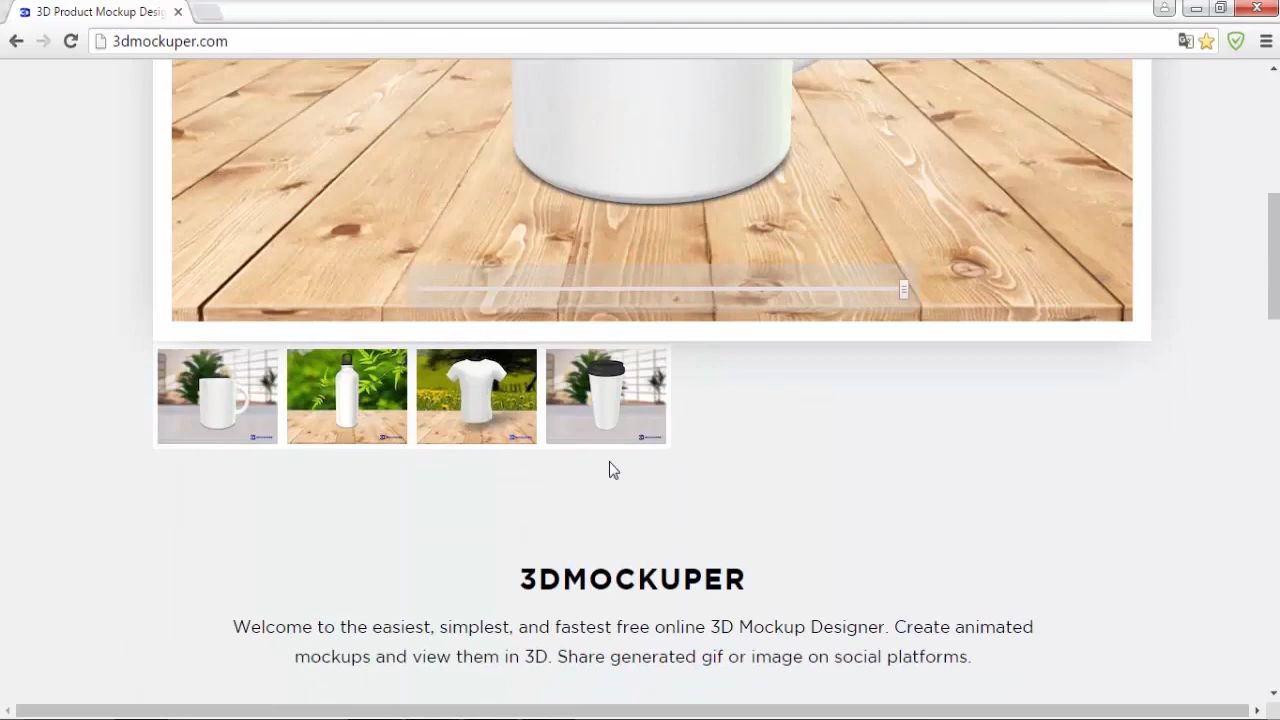 3D Product Mockup Desig
3dmockuper.com
3DMOCKUPER
Welcome to the easiest, simplest, and fastest free online 3D Mockup Designer. Create animated
mockups and view them in 3D. Share generated gif or image on social platforms.